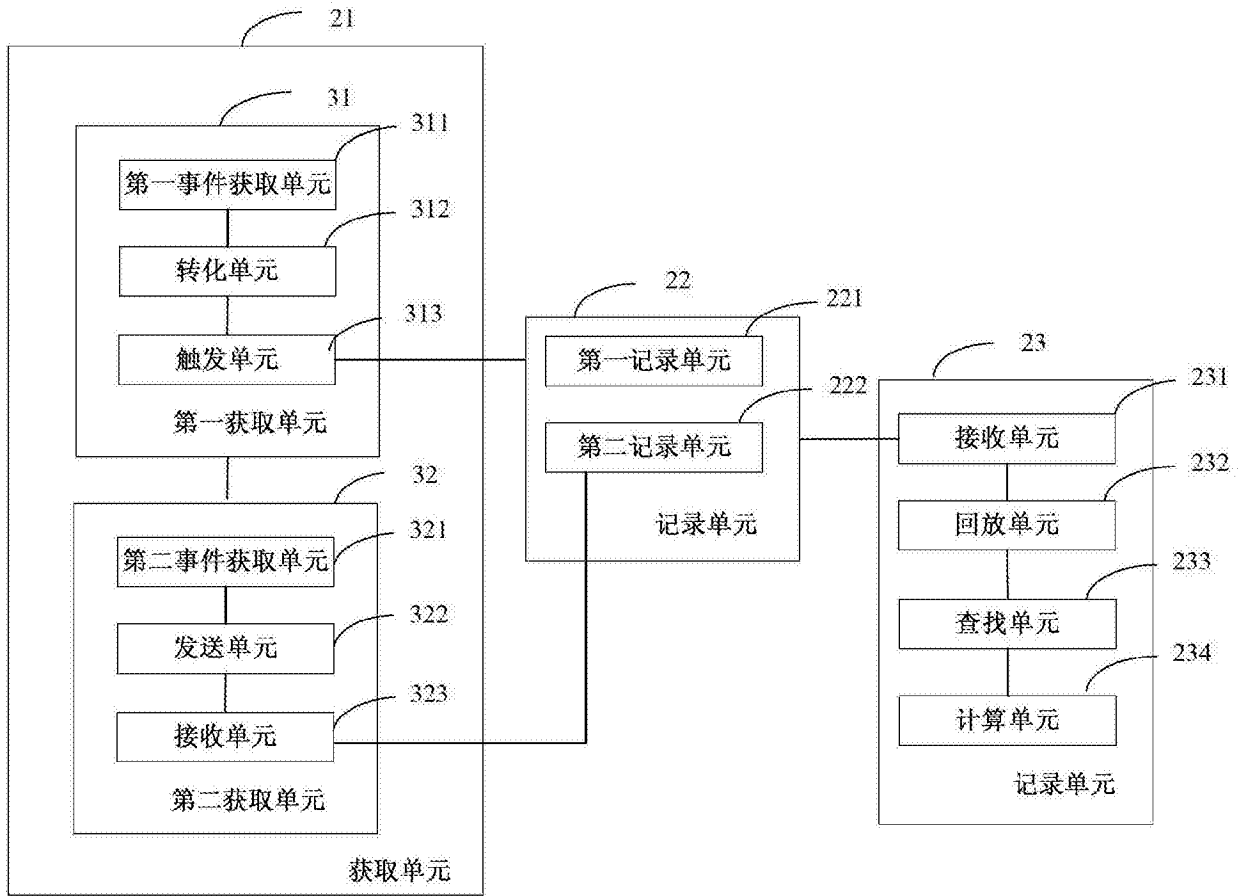 21
31
311
第一事件获取单元
312
转化单元
313
触发单元
第一获取单元
32
321
第二事件获取单元
322
发送单元
323
接收单元
第二获取单元
获取单元
22
221
第一记录单元
222
第二记录单元
记录单元
23
231
接收单元
232
回放单元
233
查找单元
234
计算单元
记录单元